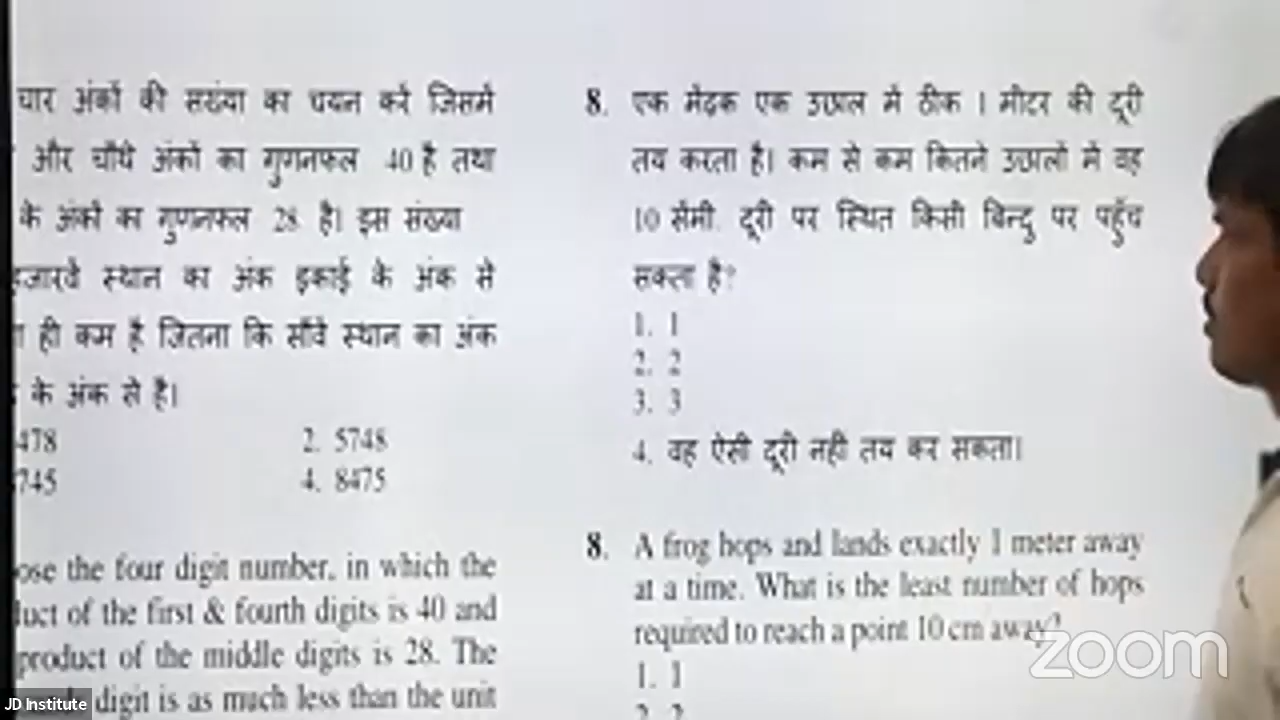 चार अंकों की सख्ंया का चयन करें जिसमें
और चौथे अंकों का गुणनफल 40 है तथा
के अंकों का गुणनफल 28 है। इस संख्या
हजारवें स्थान का अंक इकाई के अंक से
ही कम है जितना कि सौवें स्थान का अंक
के अंक से है।
478 2. 5748
745 4. 8475
ose the four digit number, in which the
duct of the first & fourth digits is 40 and
product of the middle digits is 28. The
digit is as much less than the unit
8. एक मेंढ़क एक उछाल में ठीक 1 मीटर की दूरी
तय करता है। कम से कम कितने उछालों में वह
10 सेंमी. दूरी पर स्थित किसी बिन्दु पर पहुँच
सकता है?
1. 1
2. 2
3. 3
4. वह ऐसी दूरी नहीं तय कर सकता।
8. A frog hops and lands exactly 1 meter away
at a time. What is the least number of hops
required to reach a point 10 cm away?
1. 1
2. 2
zoom
JD Institute